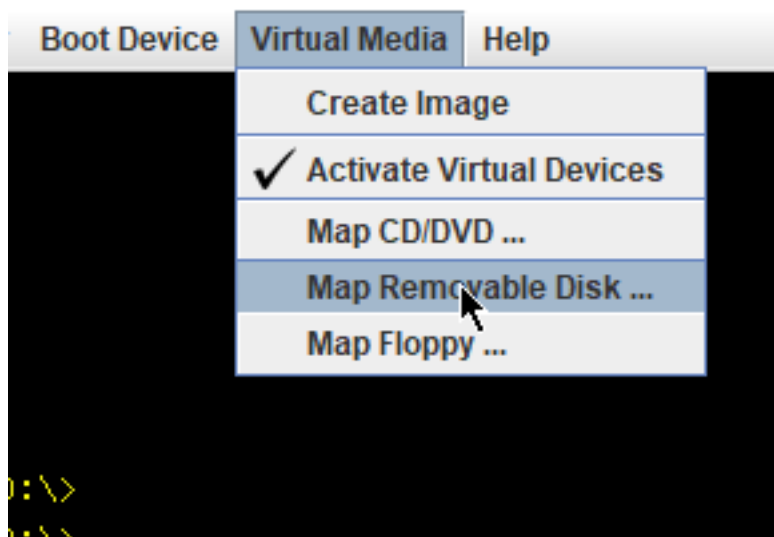 Boot Device Virtual Media Help
Create Image
Activate Virtual Devices
Map CD/DVD ...
Map Removable Disk ...
Map Floppy ...
:\>